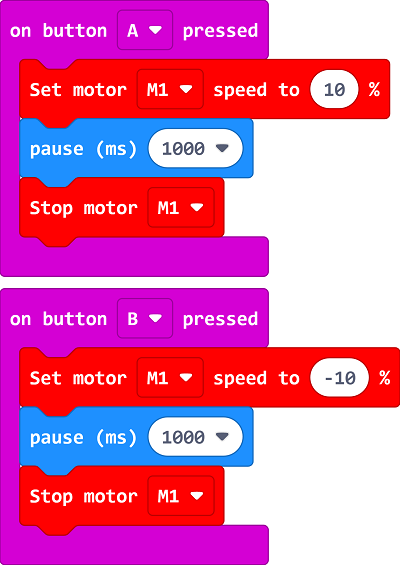 on button A pressed
Set motor M1 speed to 10 %
pause (ms) 1000
Stop motor M1
on button B pressed
Set motor M1 speed to -10 %
pause (ms) 1000
Stop motor M1